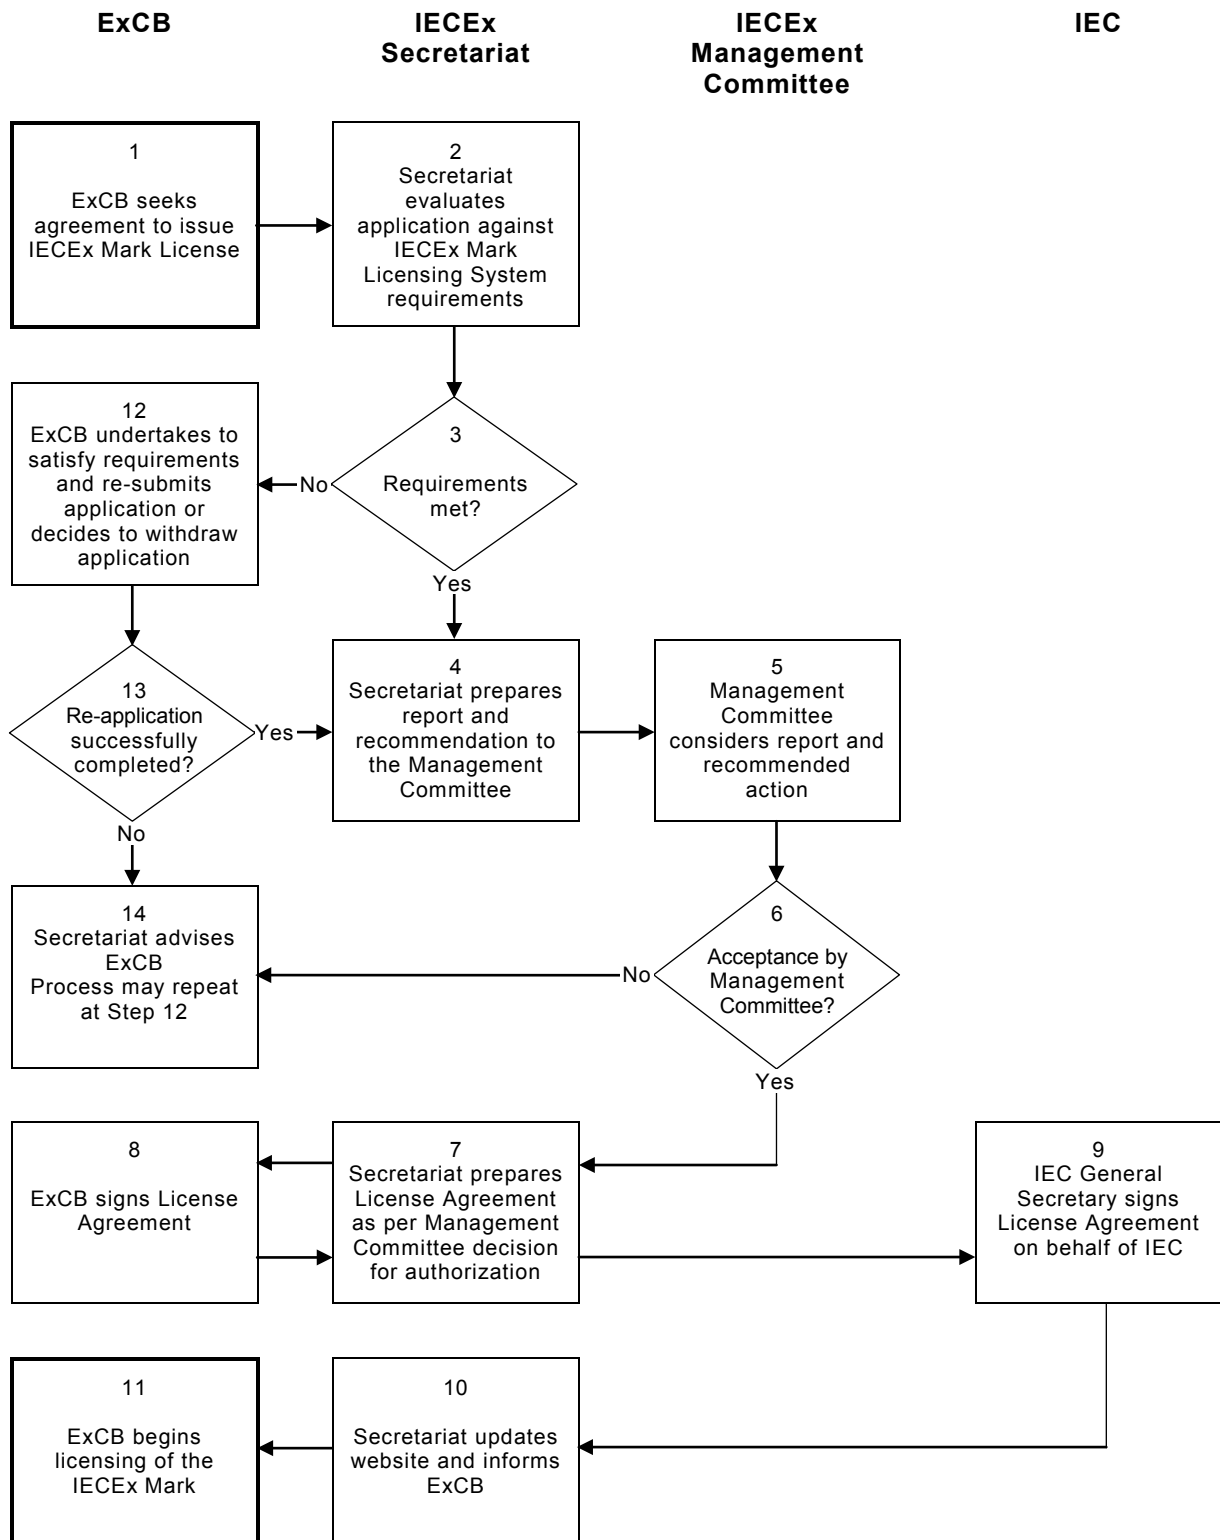 ExCB
IECEx
Secretariat
IECEx
Management
Committee
IEC
1
ExCB seeks
agreement to issue
IECEx Mark License
2
Secretariat
evaluates
application against
IECEx Mark
Licensing System
requirements
12
ExCB undertakes to
satisfy requirements
and re-submits
application or
decides to withdraw
application
No
3
Requirements
met?
Yes
13
Re-application
successfully
completed?
Yes
No
4
Secretariat prepares
report and
recommendation to
the Management
Committee
5
Management
Committee
considers report and
recommended
action
14
Secretariat advises
ExCB
Process may repeat
at Step 12
No
6
Acceptance by
Management
Committee?
Yes
8
ExCB signs License
Agreement
7
Secretariat prepares
License Agreement
as per Management
Committee decision
for authorization
9
IEC General
Secretary signs
License Agreement
on behalf of IEC
11
ExCB begins
licensing of the
IECEx Mark
10
Secretariat updates
website and informs
ExCB